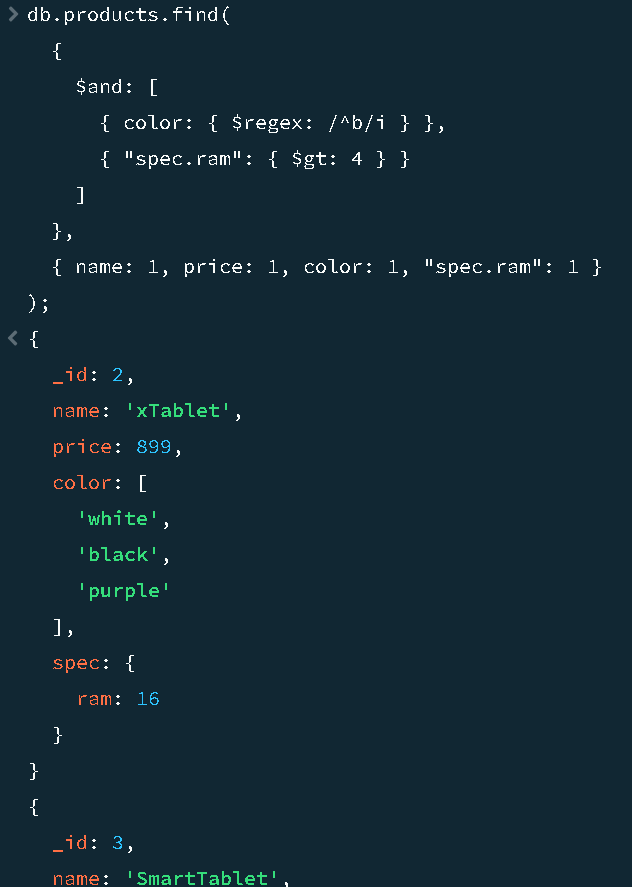 db.products.find(
{
$and: [
{ color: { $regex: /^b/i } },
{ "spec.ram": { $gt: 4 } }
]
},
{ name: 1, price: 1, color: 1, "spec.ram": 1 }
);
{
_id: 2,
name: 'xTablet',
price: 899,
color: [
'white',
'black',
'purple'
],
spec: {
ram: 16
}
}
{
_id: 3,
name: 'SmartTablet',